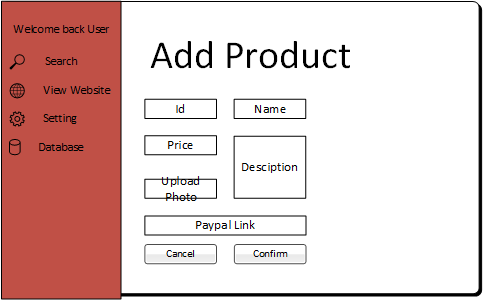 Welcome back User
Search
View Website
Setting
Database
Add Product
Id
Name
Price
Desciption
Upload
Photo
Paypal Link
Cancel
Confirm